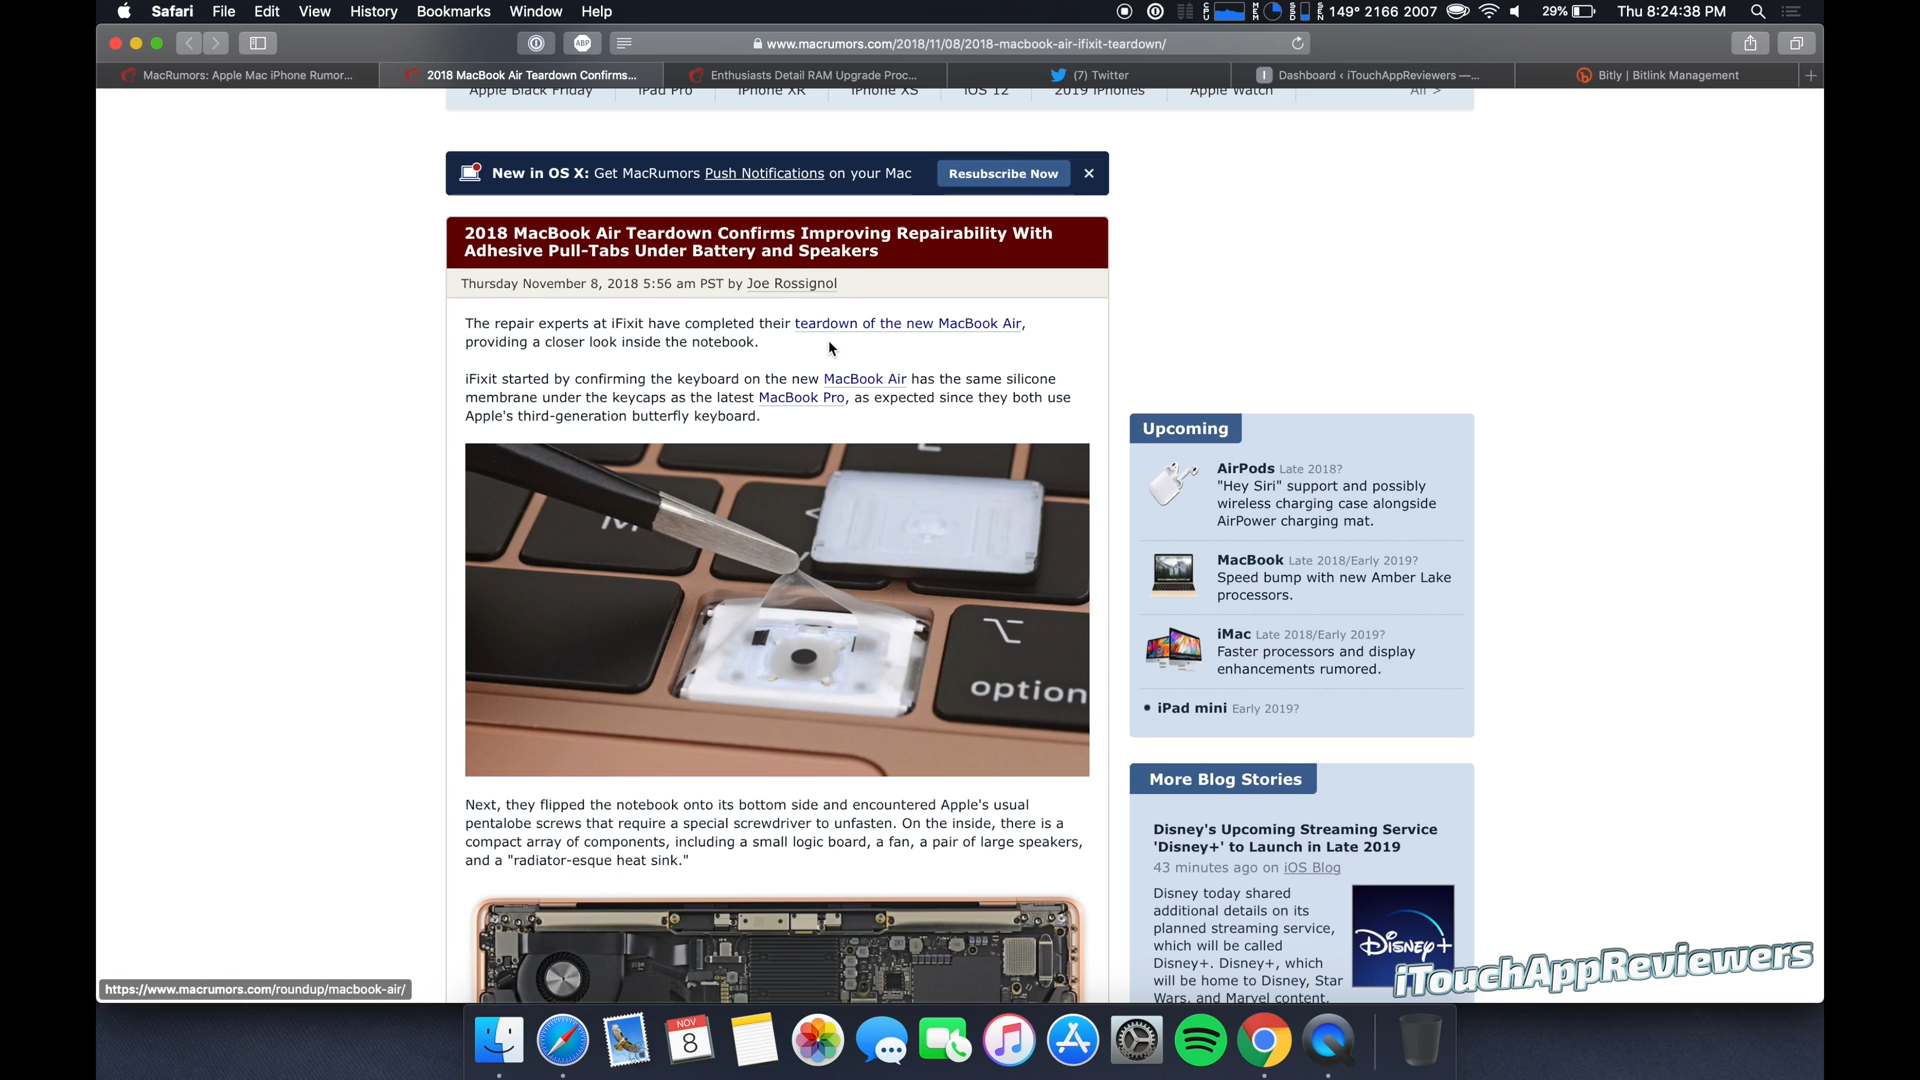 Safari File Edit View History Bookmarks Window Help
149° 2166 2007 29% Thu 8:24:38 PM
www.macrumors.com/2018/11/08/2018-macbook-air-ifixit-teardown/
MacRumors: Apple Mac iPhone Rumor... 2018 MacBook Air Teardown Confirms... Enthusiasts Detail RAM Upgrade Proc... (7) Twitter Dashboard ‹ iTouchAppReviewers —... Bitly | Bitlink Management
Apple Black Friday iPad Pro iPhone XR iPhone XS iOS 12 2019 iPhones Apple Watch All >
New in OS X: Get MacRumors Push Notifications on your Mac Resubscribe Now
2018 MacBook Air Teardown Confirms Improving Repairability With
Adhesive Pull-Tabs Under Battery and Speakers
Thursday November 8, 2018 5:56 am PST by Joe Rossignol
The repair experts at iFixit have completed their teardown of the new MacBook Air,
providing a closer look inside the notebook.
iFixit started by confirming the keyboard on the new MacBook Air has the same silicone
membrane under the keycaps as the latest MacBook Pro, as expected since they both use
Apple's third-generation butterfly keyboard.
option
Next, they flipped the notebook onto its bottom side and encountered Apple's usual
pentalobe screws that require a special screwdriver to unfasten. On the inside, there is a
compact array of components, including a small logic board, a fan, a pair of large speakers,
and a "radiator-esque heat sink."
Upcoming
AirPods Late 2018?
"Hey Siri" support and possibly
wireless charging case alongside
AirPower charging mat.
MacBook Late 2018/Early 2019?
Speed bump with new Amber Lake
processors.
iMac Late 2018/Early 2019?
Faster processors and display
enhancements rumored.
• iPad mini Early 2019?
More Blog Stories
Disney's Upcoming Streaming Service
'Disney+' to Launch in Late 2019
43 minutes ago on iOS Blog
Disney today shared
additional details on its
planned streaming service,
which will be called
Disney+. Disney+, which
will be home to Disney, Star
Wars, and Marvel content,
Disney+
iTouchAppReviewers
https://www.macrumors.com/roundup/macbook-air/
NOV
8